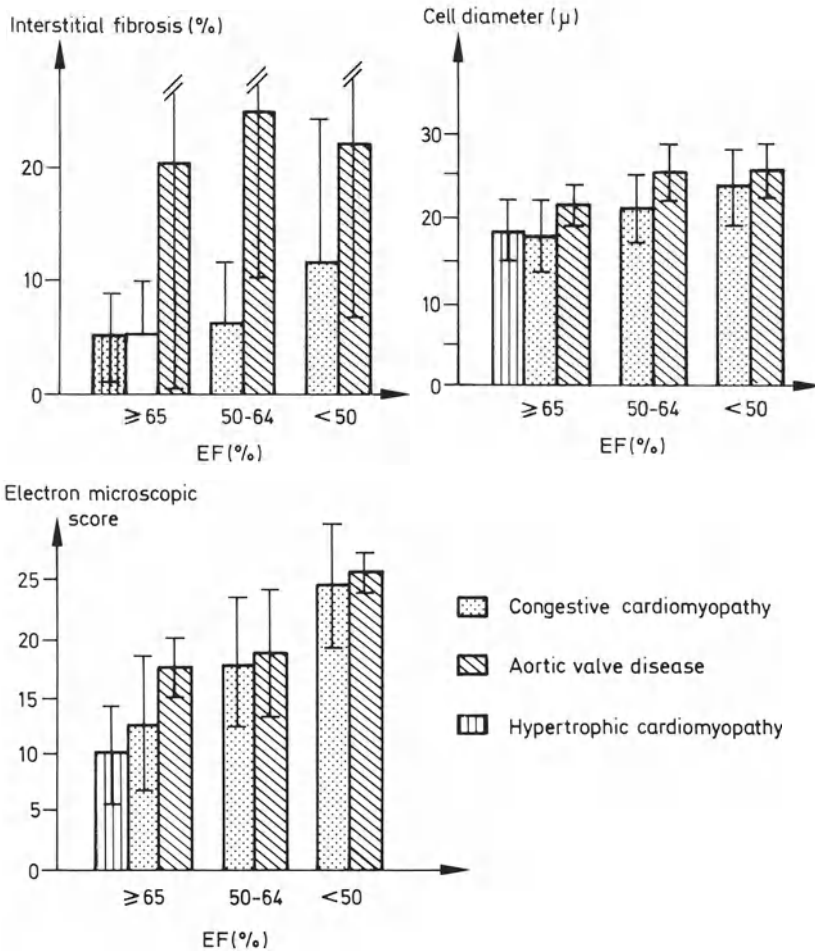 Interstitial fibrosis (%)
20
10
0
≥65 50-64 <50
EF (%)
Cell diameter (μ)
30
20
10
0
≥65 50-64 <50
EF (%)
Electron microscopic
score
25
20
15
10
5
0
≥65 50-64 <50
EF (%)
Congestive cardiomyopathy
Aortic valve disease
Hypertrophic cardiomyopathy